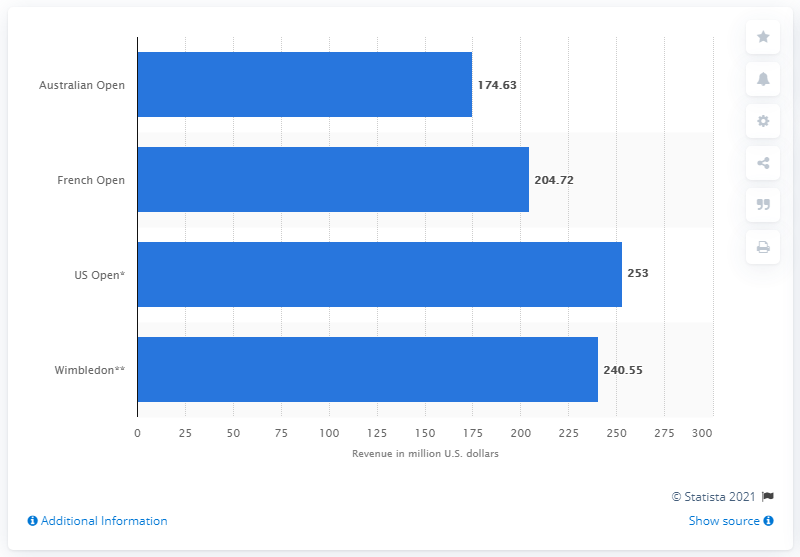 Australian Open
174.63
French Open
204.72
US Open*
253
Wimbledon**
240.55
0 25 50 75 100 125 150 175 200 225 250 275 300
Revenue in million U.S. dollars
© Statista 2021
Additional Information
Show source